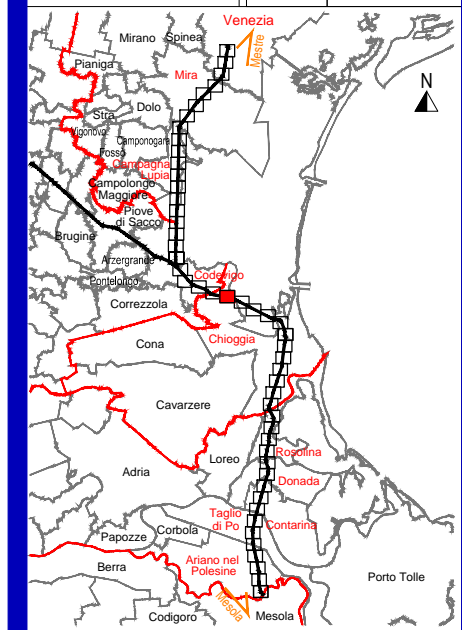 Venezia
Mirano
Spinea
Mestre
Pianiga
Mira
N
Dolo
Stra
Vigonovo
Camponogara
Fossò
Campagna
Lupia
Campolongo
Maggiore
Piove
di Sacco
Brugine
Arzergrande
Codevigo
Pontelongo
Correzzola
Chioggia
Cona
Cavarzere
Rosolina
Loreo
Adria
Donada
Taglio
di Po
Contarina
Corbola
Papozze
Ariano nel
Polesine
Berra
Porto Tolle
Mesola
Mesola
Codigoro